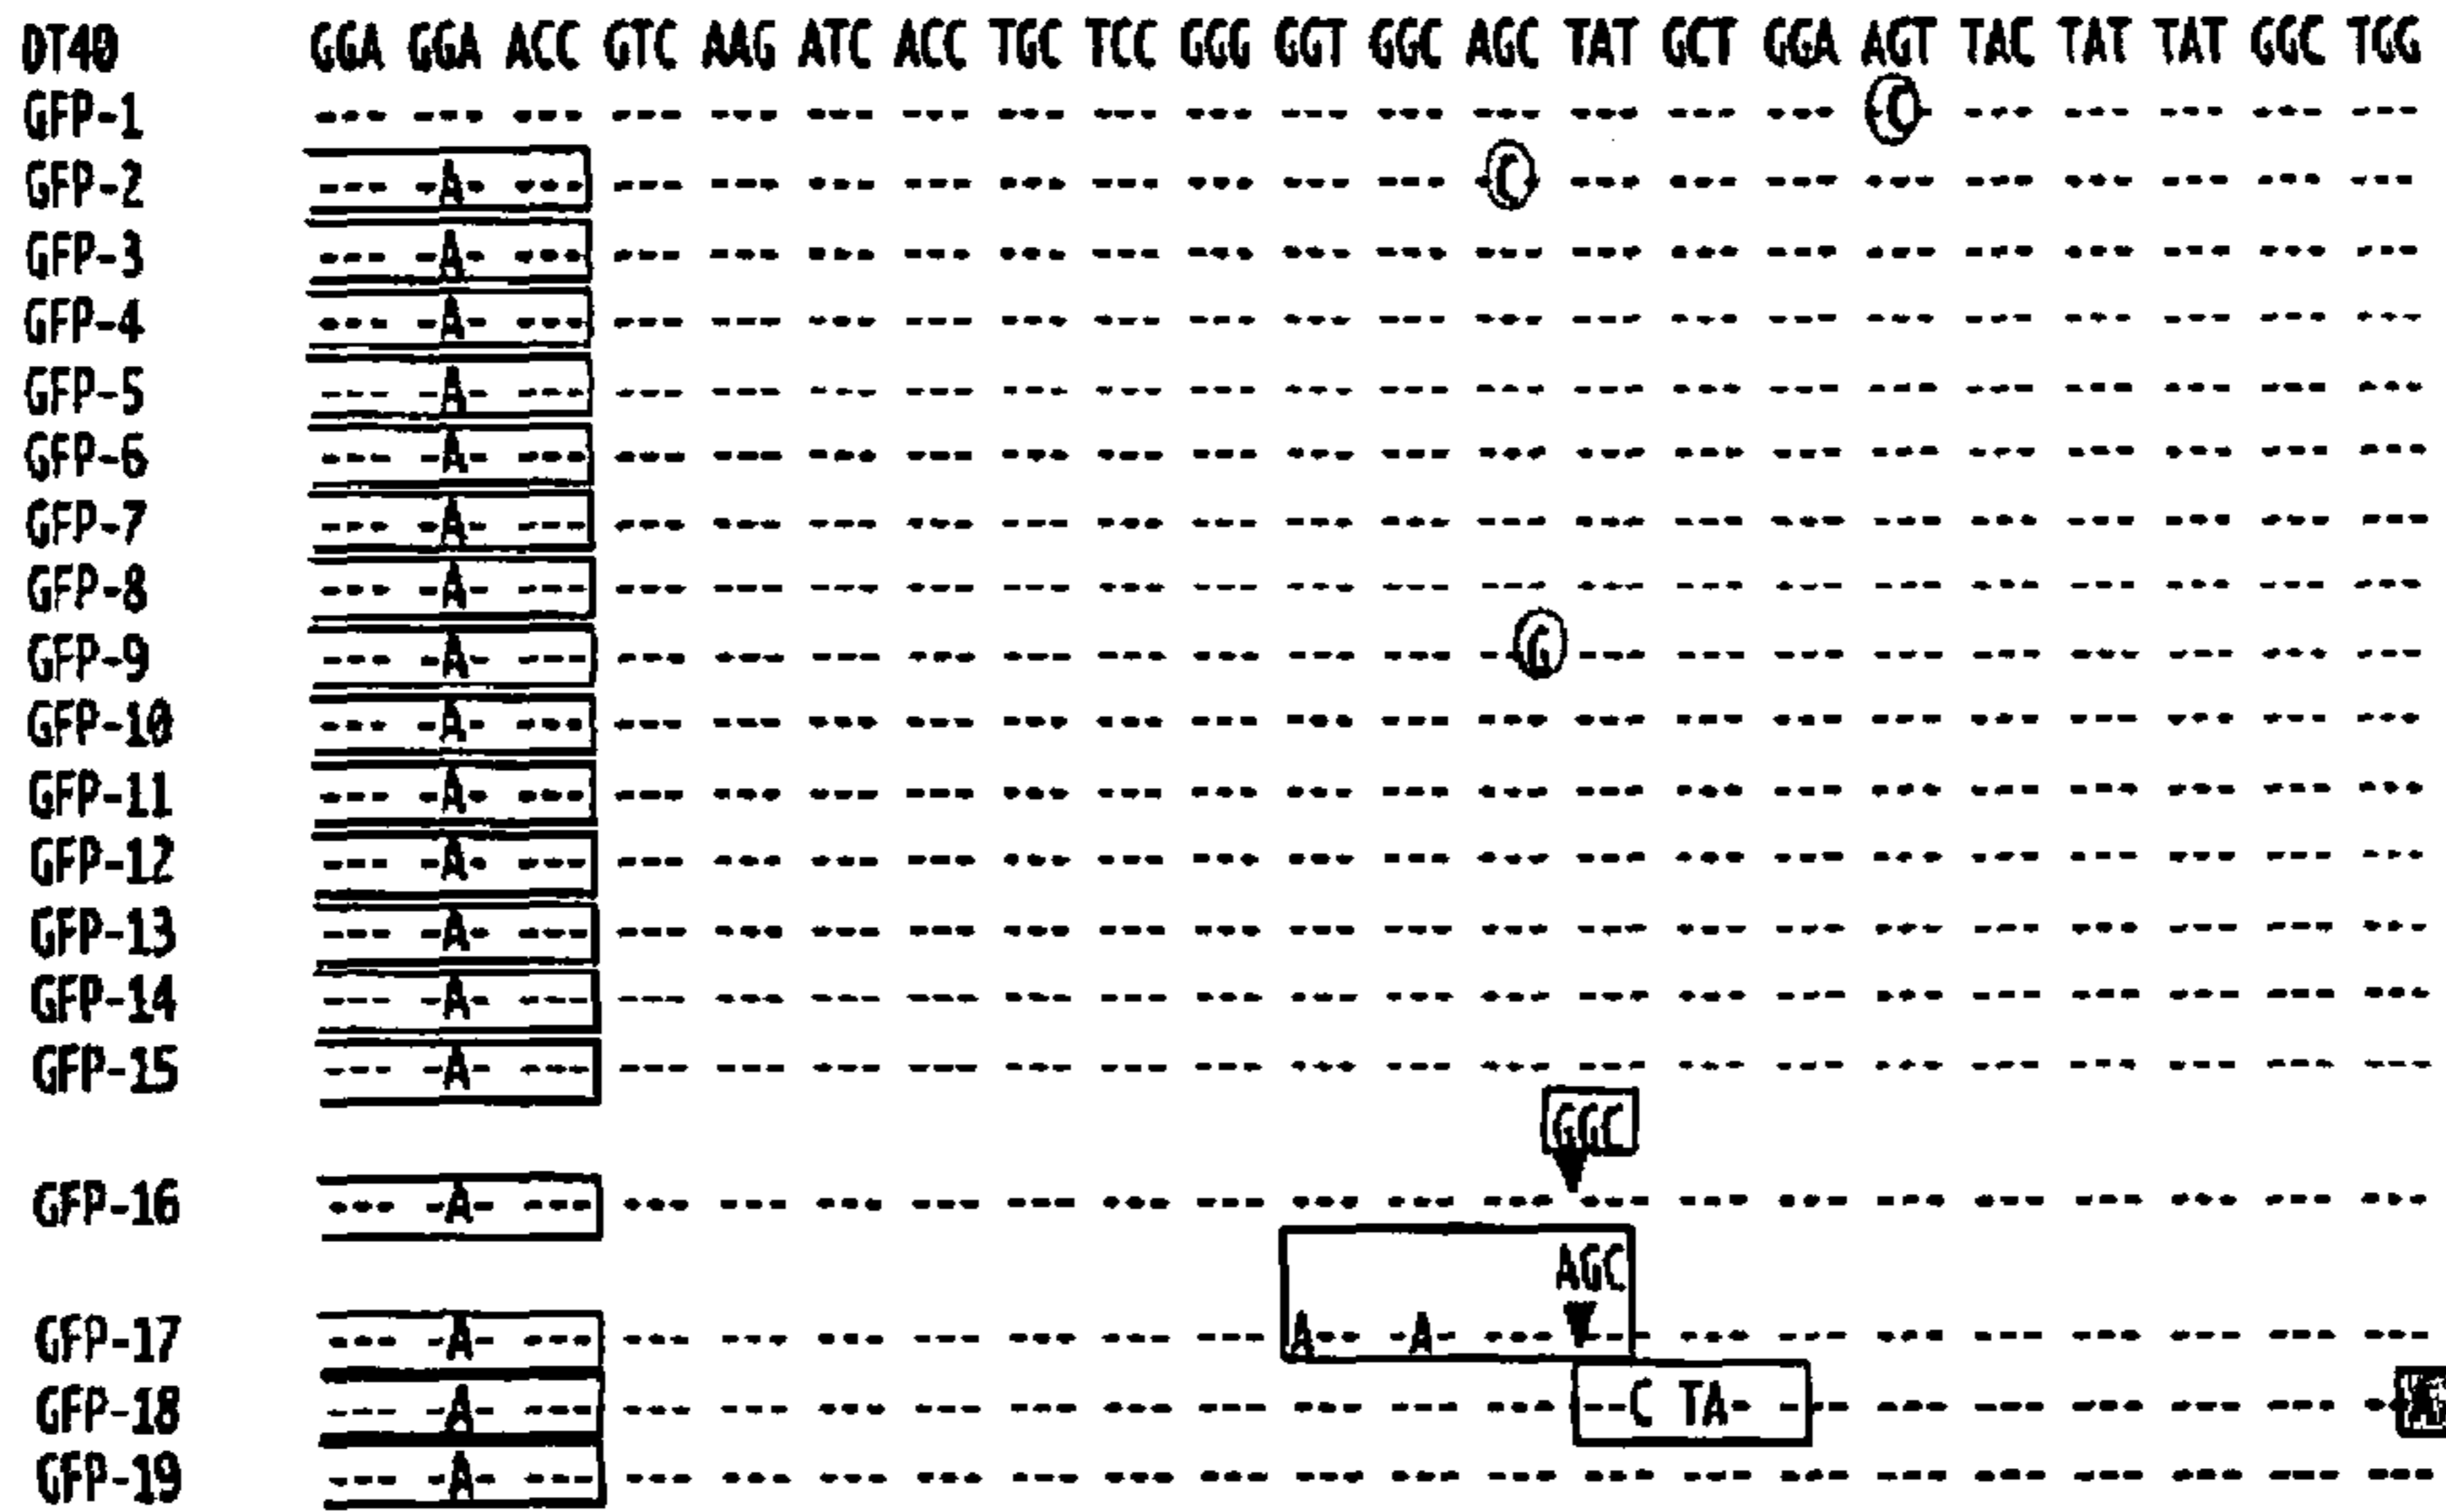 DT40 GGA GGA ACC GTC AAG ATC ACC TGC TCC GGG GGT GGC AGC TAT GCT GGA AGT TAC TAT TAT GGC TGG
GFP-1 --- --- --- --- --- --- --- --- --- --- --- --- --- --- --- --- -C- --- --- --- --- ---
GFP-2 --- -A- --- --- --- --- --- --- --- --- --- --- -C- --- --- --- --- --- --- --- --- ---
GFP-3 --- -A- --- --- --- --- --- --- --- --- --- --- --- --- --- --- --- --- --- --- --- ---
GFP-4 --- -A- --- --- --- --- --- --- --- --- --- --- --- --- --- --- --- --- --- --- --- ---
GFP-5 --- -A- --- --- --- --- --- --- --- --- --- --- --- --- --- --- --- --- --- --- --- ---
GFP-6 --- -A- --- --- --- --- --- --- --- --- --- --- --- --- --- --- --- --- --- --- --- ---
GFP-7 --- -A- --- --- --- --- --- --- --- --- --- --- --- --- --- --- --- --- --- --- --- ---
GFP-8 --- -A- --- --- --- --- --- --- --- --- --- --- --- --- --- --- --- --- --- --- --- ---
GFP-9 --- -A- --- --- --- --- --- --- --- --- --- --- --G --- --- --- --- --- --- --- --- ---
GFP-10 --- -A- --- --- --- --- --- --- --- --- --- --- --- --- --- --- --- --- --- --- --- ---
GFP-11 --- -A- --- --- --- --- --- --- --- --- --- --- --- --- --- --- --- --- --- --- --- ---
GFP-12 --- -A- --- --- --- --- --- --- --- --- --- --- --- --- --- --- --- --- --- --- --- ---
GFP-13 --- -A- --- --- --- --- --- --- --- --- --- --- --- --- --- --- --- --- --- --- --- ---
GFP-14 --- -A- --- --- --- --- --- --- --- --- --- --- --- --- --- --- --- --- --- --- --- ---
GFP-15 --- -A- --- --- --- --- --- --- --- --- --- --- --- --- --- --- --- --- --- --- --- ---
GGC
GFP-16 --- -A- --- --- --- --- --- --- --- --- --- --- --- --- --- --- --- --- --- --- --- ---
AGC
GFP-17 --- -A- --- --- --- --- --- --- --- --- A-- -A- --- --- --- --- --- --- --- --- --- ---
GFP-18 --- -A- --- --- --- --- --- --- --- --- --- --- --- --C TA- --- --- --- --- --- --- -
GFP-19 --- -A- --- --- --- --- --- --- --- --- --- --- --- --- --- --- --- --- --- --- --- ---